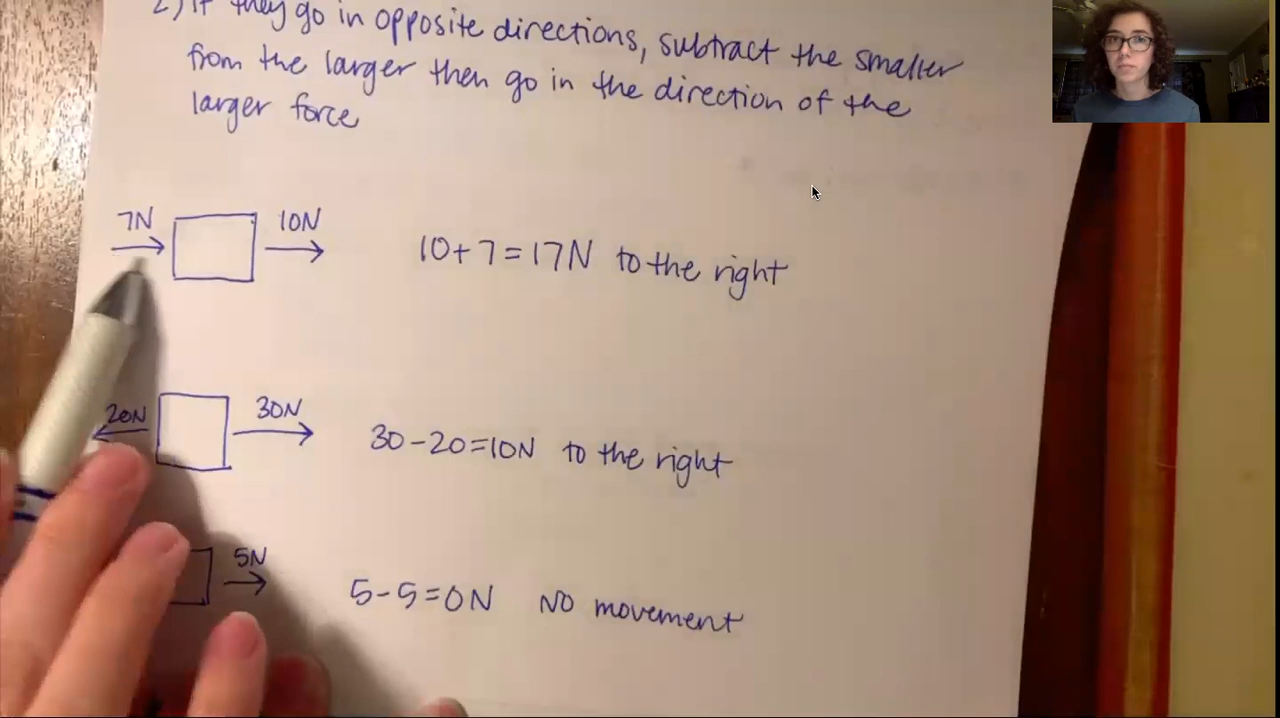 2) If they go in opposite directions, subtract the smaller
from the larger then go in the direction of the
larger force
7N 10N
10+7=17N to the right
20N 30N
30-20=10N to the right
5N
5-5=0N NO movement